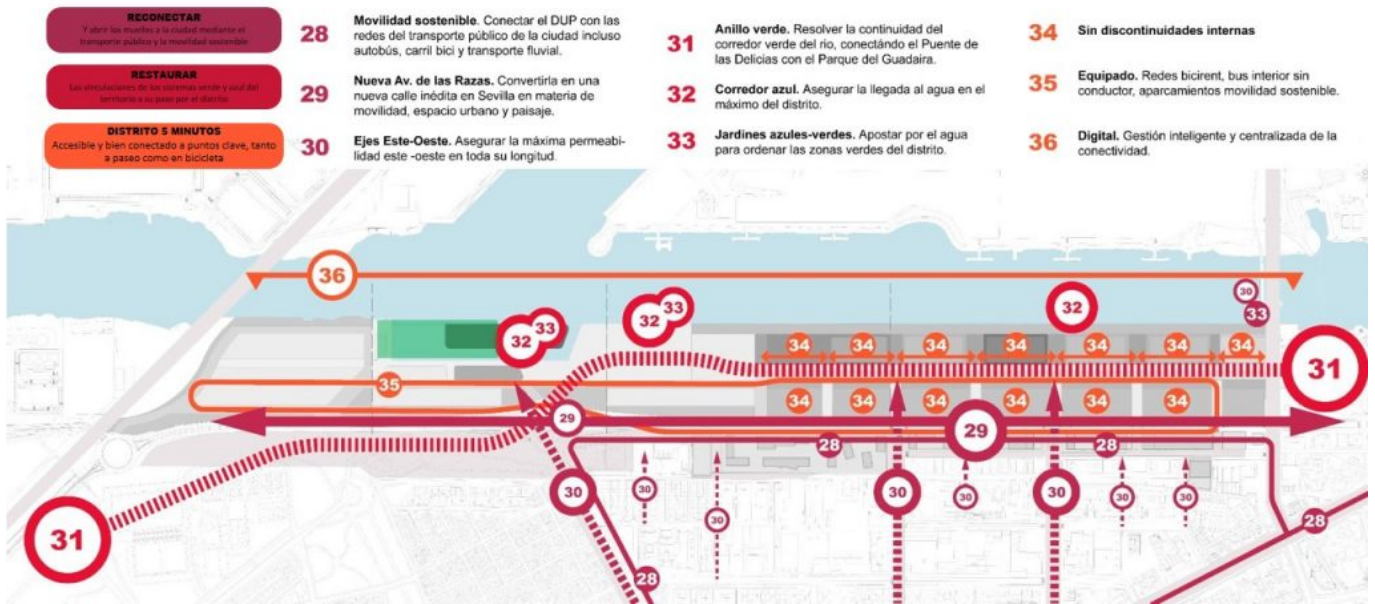 RECONECTAR
Y abrir los muelles a la ciudad mediante el
transporte público y la movilidad sostenible
RESTAURAR
Las vinculaciones de los sistemas verde y azul del
territorio a su paso por el distrito
DISTRITO 5 MINUTOS
Accesible y bien conectado a puntos clave, tanto
a paseo como en bicicleta
28
Movilidad sostenible. Conectar el DUP con las
redes del transporte público de la ciudad incluso
autobús, carril bici y transporte fluvial.
29
Nueva Av. de las Razas. Convertirla en una
nueva calle inédita en Sevilla en materia de
movilidad, espacio urbano y paisaje.
30
Ejes Este-Oeste. Asegurar la máxima permeabi-
lidad este -oeste en toda su longitud.
31
Anillo verde. Resolver la continuidad del
corredor verde del rio, conectándo el Puente de
las Delicias con el Parque del Guadaira.
32
Corredor azul. Asegurar la llegada al agua en el
máximo del distrito.
33
Jardines azules-verdes. Apostar por el agua
para ordenar las zonas verdes del distrito.
34
Sin discontinuidades internas
35
Equipado. Redes bicirent, bus interior sin
conductor, aparcamientos movilidad sostenible.
36
Digital. Gestión inteligente y centralizada de la
conectividad.
36
30
33
32
33
32
33
32
34 34 34 34 34 34 34
31
35
34 34 34 34 34 34
29
29
28
28
30
30
30
30
30
30
30
30
31
28
28